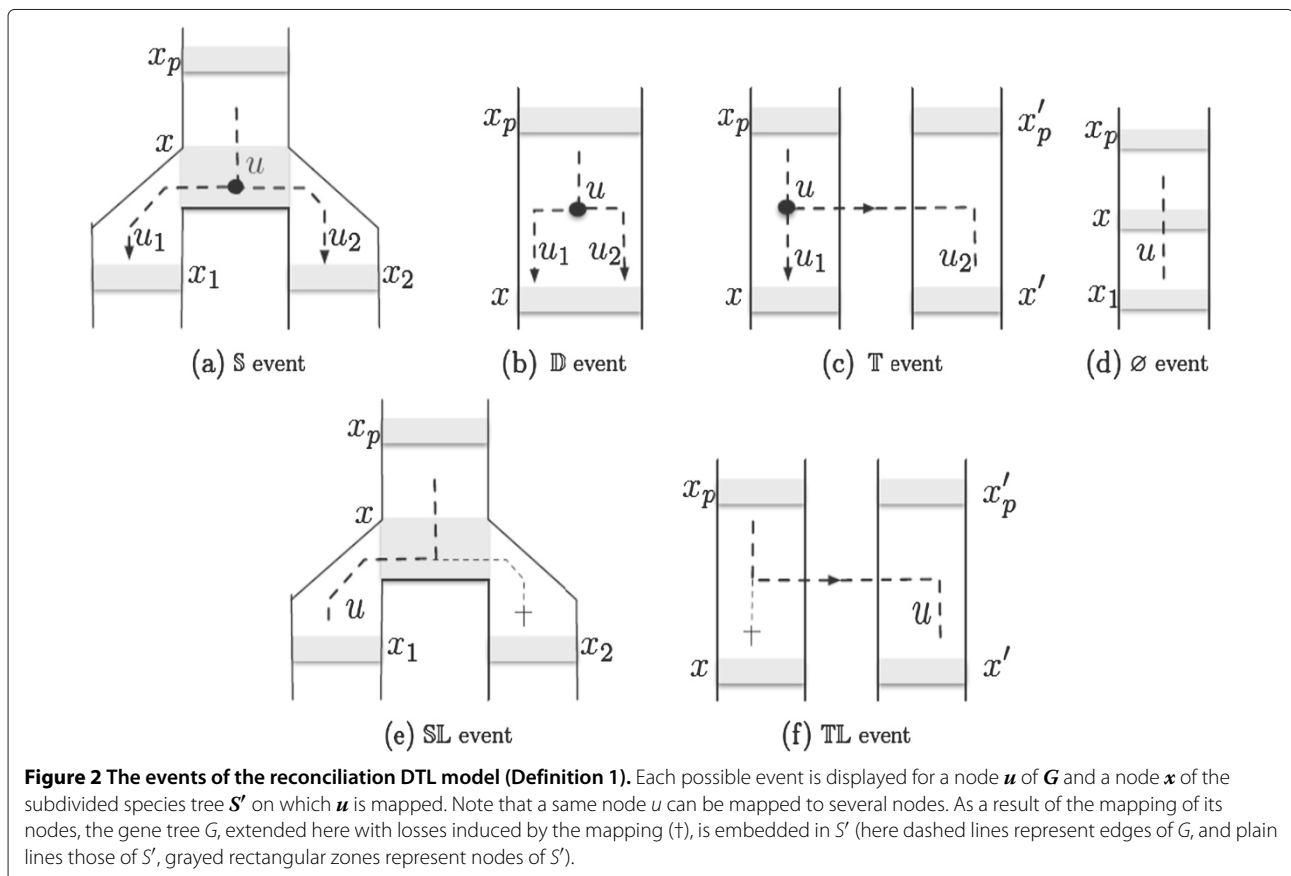 x_p
x
u
u_1
u_2
x_1
x_2
(a) 𝕊 event
x_p
u
u_1
u_2
x
(b) 𝔻 event
x_p
x'_p
u
u_1
u_2
x
x'
(c) 𝕋 event
x_p
x
u
x_1
(d) ∅ event
x_p
x
u
†
x_1
x_2
(e) 𝕊𝕃 event
x_p
x'_p
u
†
x
x'
(f) 𝕋𝕃 event
Figure 2 The events of the reconciliation DTL model (Definition 1). Each possible event is displayed for a node u of G and a node x of the
subdivided species tree S' on which u is mapped. Note that a same node u can be mapped to several nodes. As a result of the mapping of its
nodes, the gene tree G, extended here with losses induced by the mapping (†), is embedded in S' (here dashed lines represent edges of G, and plain
lines those of S', grayed rectangular zones represent nodes of S').